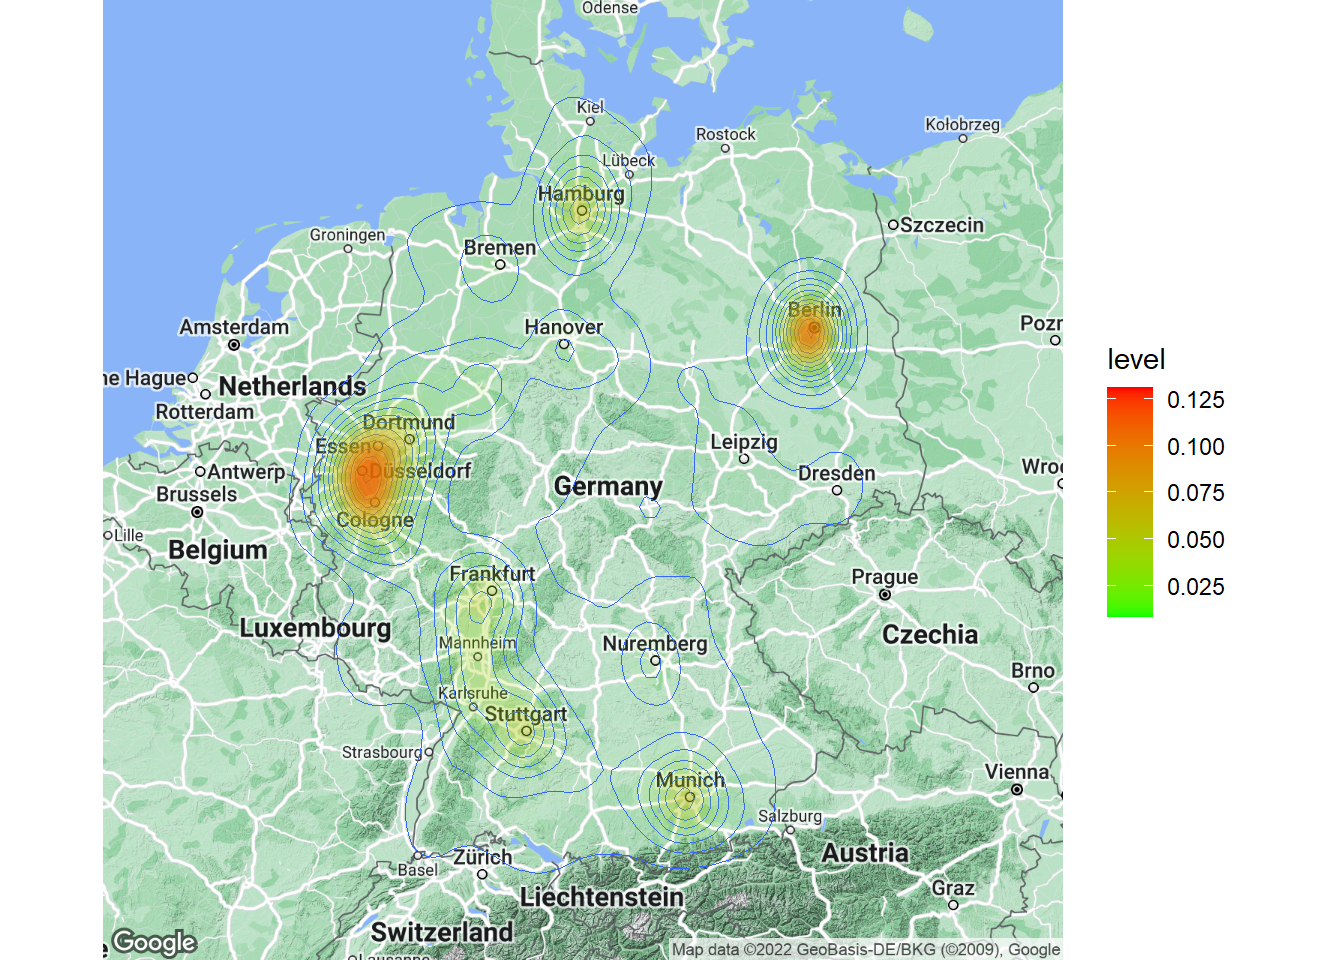 Odense
Kiel
Kołobrzeg
Rostock
Lübeck
Hamburg
Szczecin
Groningen
Bremen
Berlin
Amsterdam
Hanover
Pozr
level
ne Hague
Netherlands
0.125
Rotterdam
Dortmund
Essen
0.100
Leipzig
Antwerp
Düsseldorf
Dresden
Wroc
Brussels
Germany
0.075
Cologne
Lille
Belgium
0.050
Frankfurt
Prague
0.025
Luxembourg
Mannheim
Nuremberg
Czechia
Brno
Karlsruhe
Stuttgart
Strasbourg
Munich
Vienna
Salzburg
Basel
Zürich
Austria
Liechtenstein
Graz
Switzerland
e
Google
Lausanne
Map data ©2022 GeoBasis-DE/BKG (©2009), Google